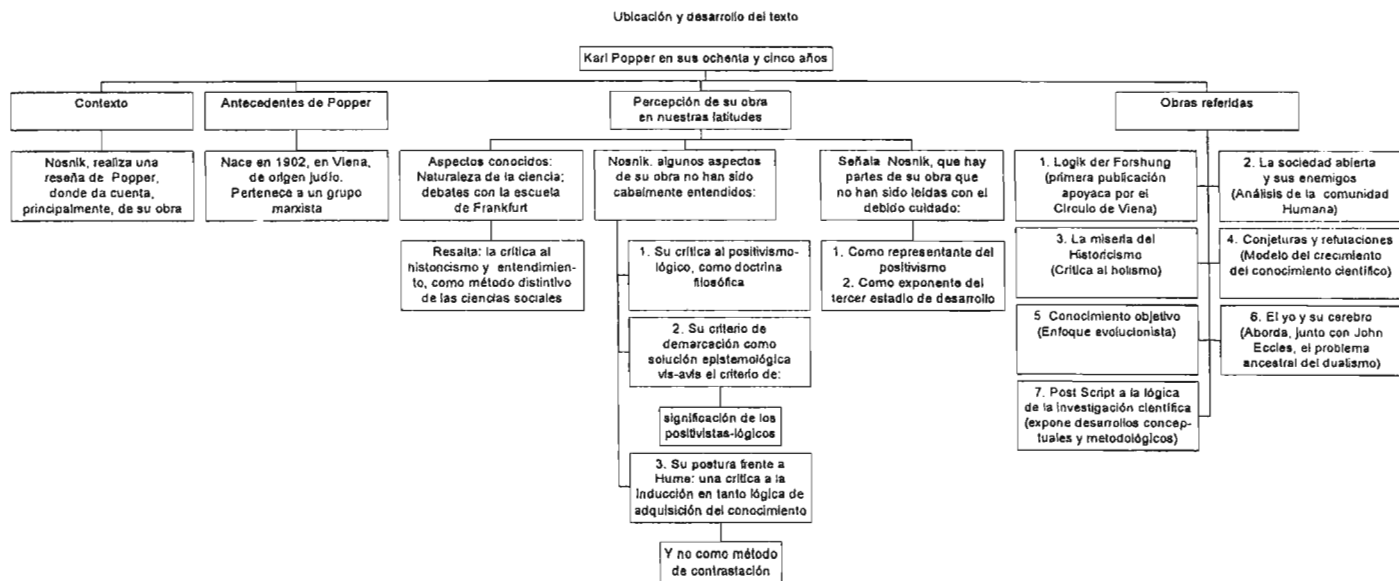 Ubicación y desarrollo del texto
Karl Popper en sus ochenta y cinco años
Contexto
Nosnik, realiza una
reseña de Popper,
donde da cuenta,
principalmente, de su obra
Antecedentes de Popper
Nace en 1902, en Viena,
de origen judío.
Pertenece a un grupo
marxista
Percepción de su obra
en nuestras latitudes
Aspectos conocidos:
Naturaleza de la ciencia;
debates con la escuela
de Frankfurt
Resalta: la crítica al
historicismo y entendimien-
to, como método distintivo
de las ciencias sociales
Nosnik. algunos aspectos
de su obra no han sido
cabalmente entendidos:
1. Su crítica al positivismo-
lógico, como doctrina
filosófica
2. Su criterio de
demarcación como
solución epistemológica
vis-avis el criterio de:
significación de los
positivistas-lógicos
3. Su postura frente a
Hume: una crítica a la
Inducción en tanto lógica de
adquisición del conocimiento
Y no como método
de contrastación
Señala Nosnik, que hay
partes de su obra que
no han sido leídas con el
debido cuidado:
1. Como representante del
positivismo
2. Como exponente del
tercer estadio de desarrollo
Obras referidas
1. Logik der Forshung
(primera publicación
apoyaca por el
Círculo de Viena)
2. La sociedad abierta
y sus enemigos
(Análisis de la comunidad
Humana)
3. La miseria del
Historicismo
(Crítica al holismo)
4. Conjeturas y refutaciones
(Modelo del crecimiento
del conocimiento científico)
5 Conocimiento objetivo
(Enfoque evolucionista)
6. El yo y su cerebro
(Aborda, junto con John
Eccles, el problema
ancestral del dualismo)
7. Post Script a la lógica
de la investigación científica
(expone desarrollos concep-
tuales y metodológicos)